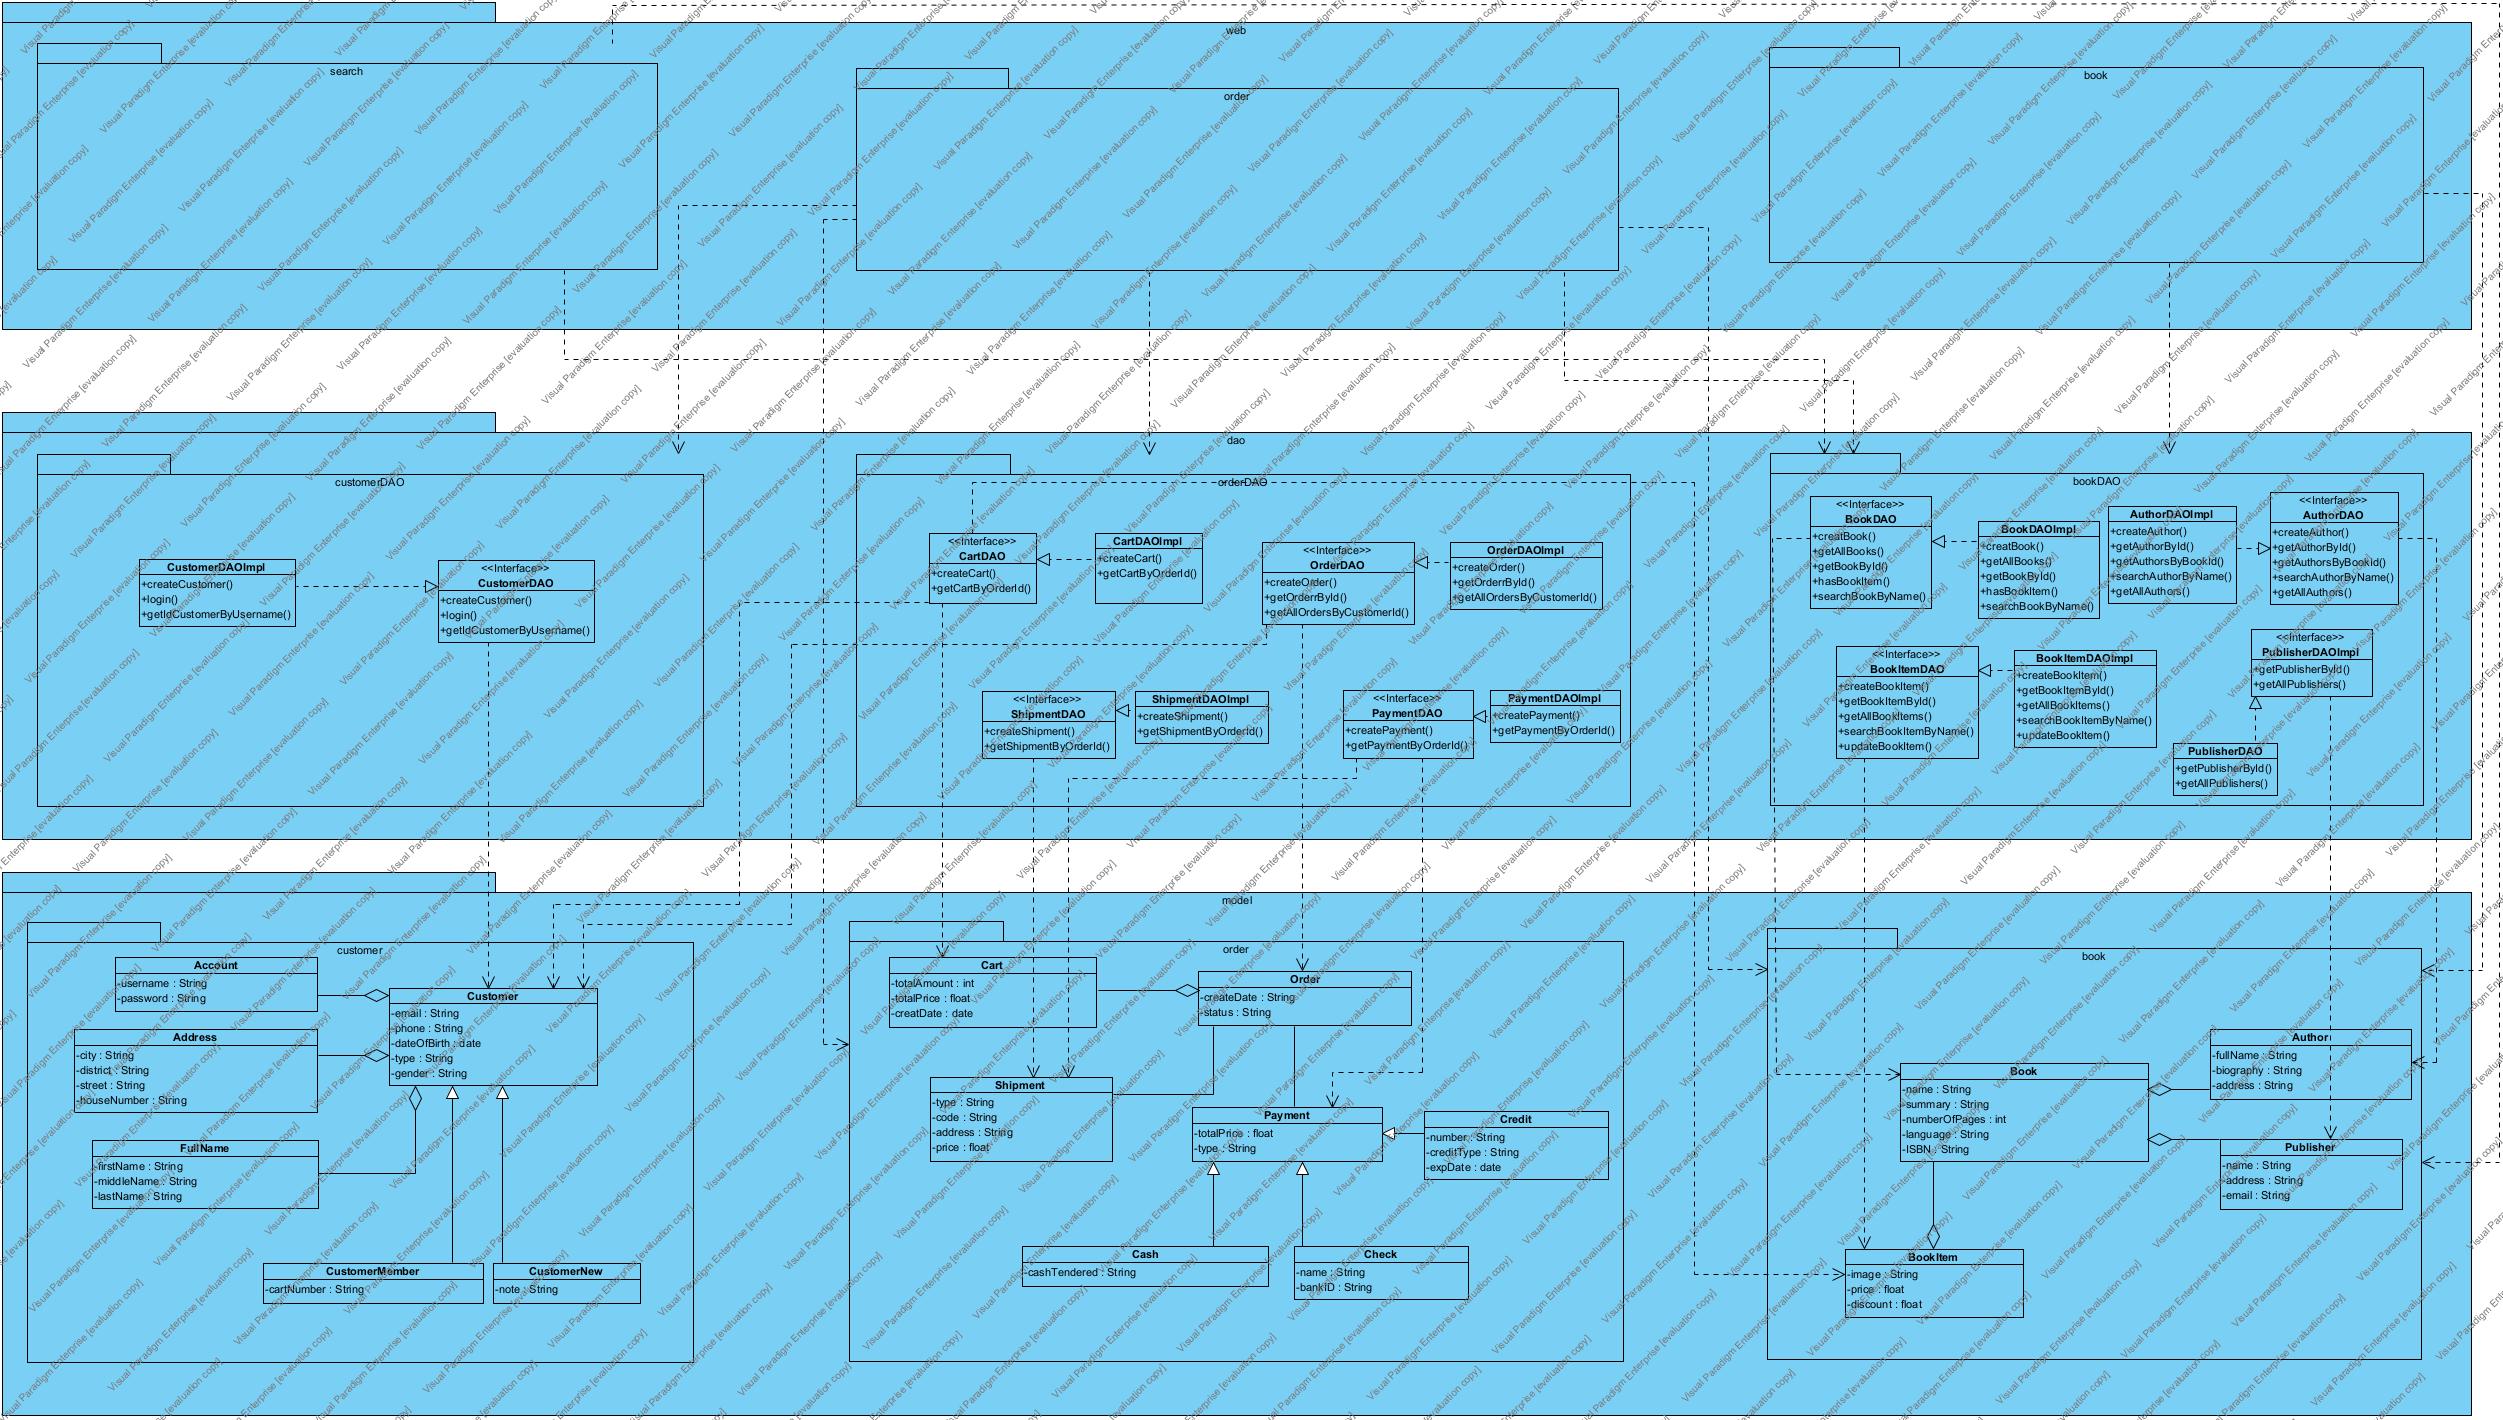 web
search
order
book
dao
customerDAO
CustomerDAOImpl
+createCustomer()
+login()
+getIdCustomerByUsername()
<<Interface>>
CustomerDAO
+createCustomer()
+login()
+getIdCustomerByUsername()
orderDAO
<<Interface>>
CartDAO
+createCart()
+getCartByOrderId()
CartDAOImpl
+createCart()
+getCartByOrderId()
<<Interface>>
OrderDAO
+createOrder()
+getOrderrById()
+getAllOrdersByCustomerId()
OrderDAOImpl
+createOrder()
+getOrderrById()
+getAllOrdersByCustomerId()
<<Interface>>
ShipmentDAO
+createShipment()
+getShipmentByOrderId()
ShipmentDAOImpl
+createShipment()
+getShipmentByOrderId()
<<Interface>>
PaymentDAO
+createPayment()
+getPaymentByOrderId()
PaymentDAOImpl
+createPayment()
+getPaymentByOrderId()
bookDAO
<<Interface>>
BookDAO
+creatBook()
+getAllBooks()
+getBookById()
+hasBookItem()
+searchBookByName()
BookDAOImpl
+creatBook()
+getAllBooks()
+getBookById()
+hasBookItem()
+searchBookByName()
AuthorDAOImpl
+createAuthor()
+getAuthorById()
+getAuthorsByBookId()
+searchAuthorByName()
+getAllAuthors()
<<Interface>>
AuthorDAO
+createAuthor()
+getAuthorById()
+getAuthorsByBookId()
+searchAuthorByName()
+getAllAuthors()
<<Interface>>
BookItemDAO
+createBookItem()
+getBookItemById()
+getAllBookItems()
+searchBookItemByName()
+updateBookItem()
BookItemDAOImpl
+createBookItem()
+getBookItemById()
+getAllBookItems()
+searchBookItemByName()
+updateBookItem()
<<Interface>>
PublisherDAOImpl
+getPublisherById()
+getAllPublishers()
PublisherDAO
+getPublisherById()
+getAllPublishers()
model
customer
Account
-username : String
-password : String
Address
-city : String
-district : String
-street : String
-houseNumber : String
FullName
-firstName : String
-middleName : String
-lastName : String
Customer
-email : String
-phone : String
-dateOfBirth : date
-type : String
-gender : String
CustomerMember
-cartNumber : String
CustomerNew
-note : String
order
Cart
-totalAmount : int
-totalPrice : float
-creatDate : date
Order
-createDate : String
-status : String
Shipment
-type : String
-code : String
-address : String
-price : float
Payment
-totalPrice : float
-type : String
Credit
-number : String
-creditType : String
-expDate : date
Cash
-cashTendered : String
Check
-name : String
-bankID : String
book
Book
-name : String
-summary : String
-numberOfPages : int
-language : String
-ISBN : String
Author
-fullName : String
-biography : String
-address : String
Publisher
-name : String
-address : String
-email : String
BookItem
-image : String
-price : float
-discount : float
Visual Paradigm Enterprise [evaluation copy]